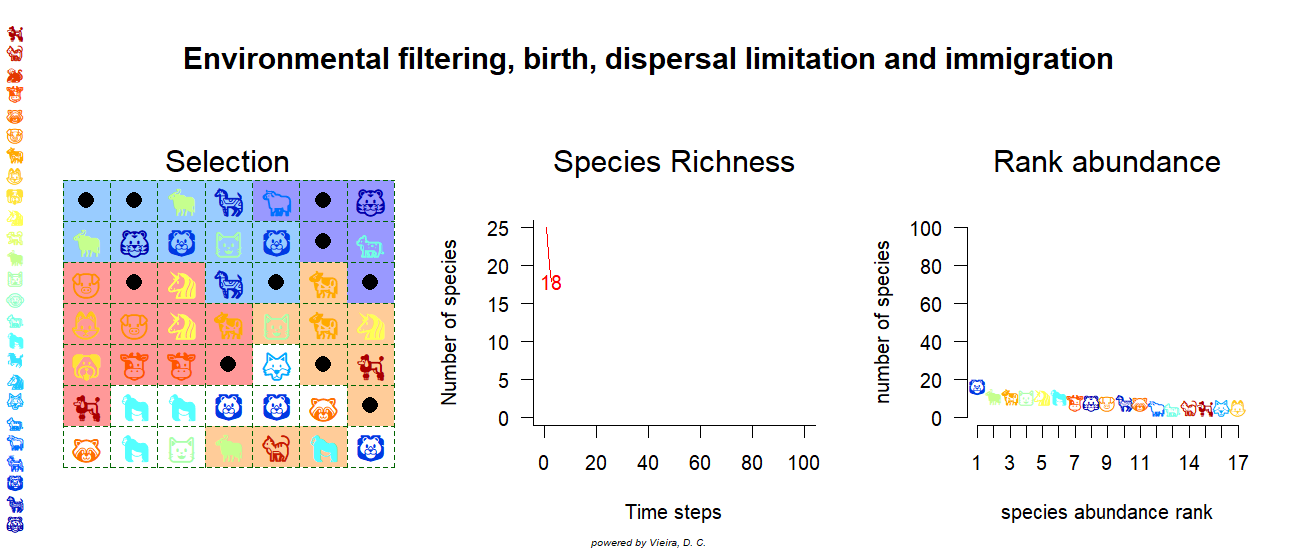 Environmental filtering, birth, dispersal limitation and immigration
Selection
Species Richness
Number of species
25
20
15
10
5
0
18
0 20 40 60 80 100
Time steps
Rank abundance
number of species
100
80
60
40
20
0
1 3 5 7 9 11 14 17
species abundance rank
powered by Vieira, D. C.